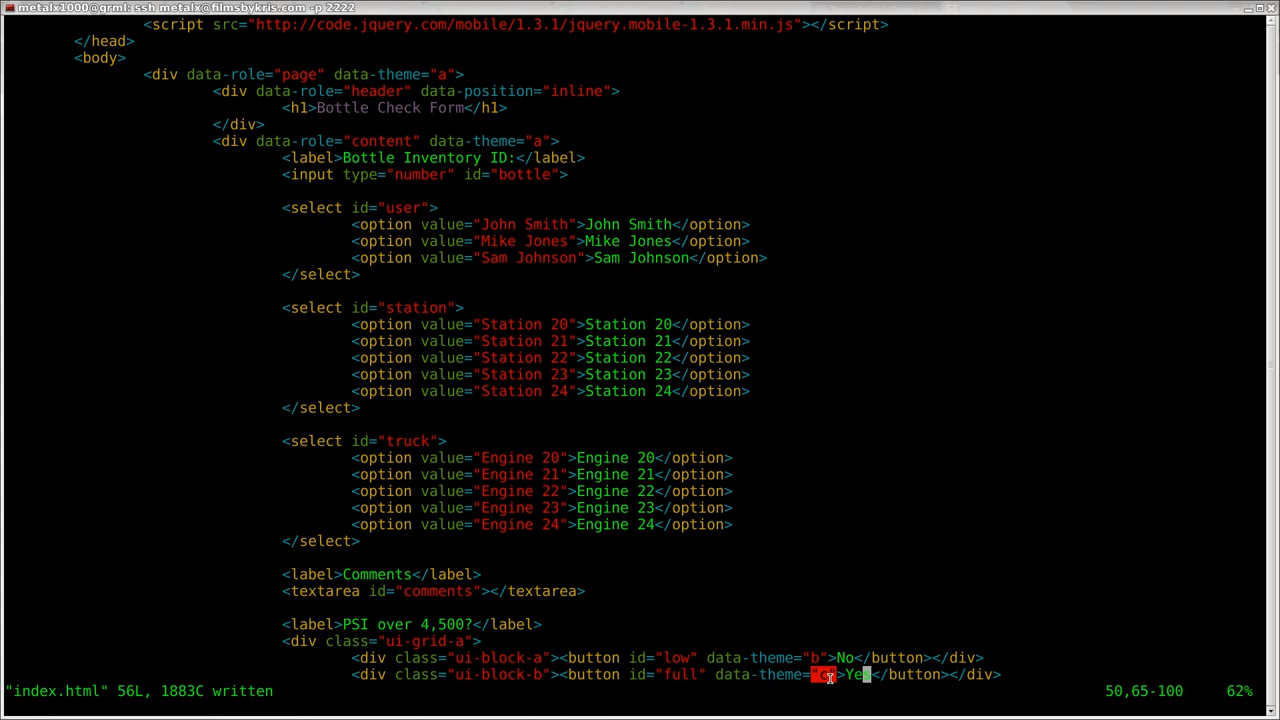 metalx1000@grml: ssh metalx@filmsbykris.com -p 2222
<script src="http://code.jquery.com/mobile/1.3.1/jquery.mobile-1.3.1.min.js"></script>
</head>
<body>
<div data-role="page" data-theme="a">
<div data-role="header" data-position="inline">
<h1>Bottle Check Form</h1>
</div>
<div data-role="content" data-theme="a">
<label>Bottle Inventory ID:</label>
<input type="number" id="bottle">
<select id="user">
<option value="John Smith">John Smith</option>
<option value="Mike Jones">Mike Jones</option>
<option value="Sam Johnson">Sam Johnson</option>
</select>
<select id="station">
<option value="Station 20">Station 20</option>
<option value="Station 21">Station 21</option>
<option value="Station 22">Station 22</option>
<option value="Station 23">Station 23</option>
<option value="Station 24">Station 24</option>
</select>
<select id="truck">
<option value="Engine 20">Engine 20</option>
<option value="Engine 21">Engine 21</option>
<option value="Engine 22">Engine 22</option>
<option value="Engine 23">Engine 23</option>
<option value="Engine 24">Engine 24</option>
</select>
<label>Comments</label>
<textarea id="comments"></textarea>
<label>PSI over 4,500?</label>
<div class="ui-grid-a">
<div class="ui-block-a"><button id="low" data-theme="b">No</button></div>
<div class="ui-block-b"><button id="full" data-theme="c">Yes</button></div>
"index.html" 56L, 1883C written 50,65-100 62%